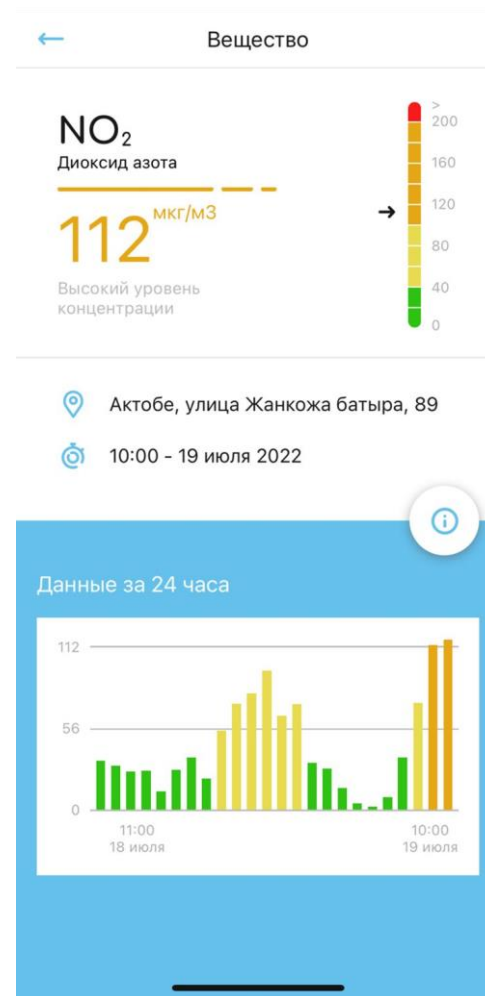 Вещество
NO₂
Диоксид азота
112 мкг/м3
Высокий уровень
концентрации
>
200
160
120
80
40
0
Актобе, улица Жанкожа батыра, 89
10:00 - 19 июля 2022
Данные за 24 часа
112
56
0
11:00
18 июля
10:00
19 июля